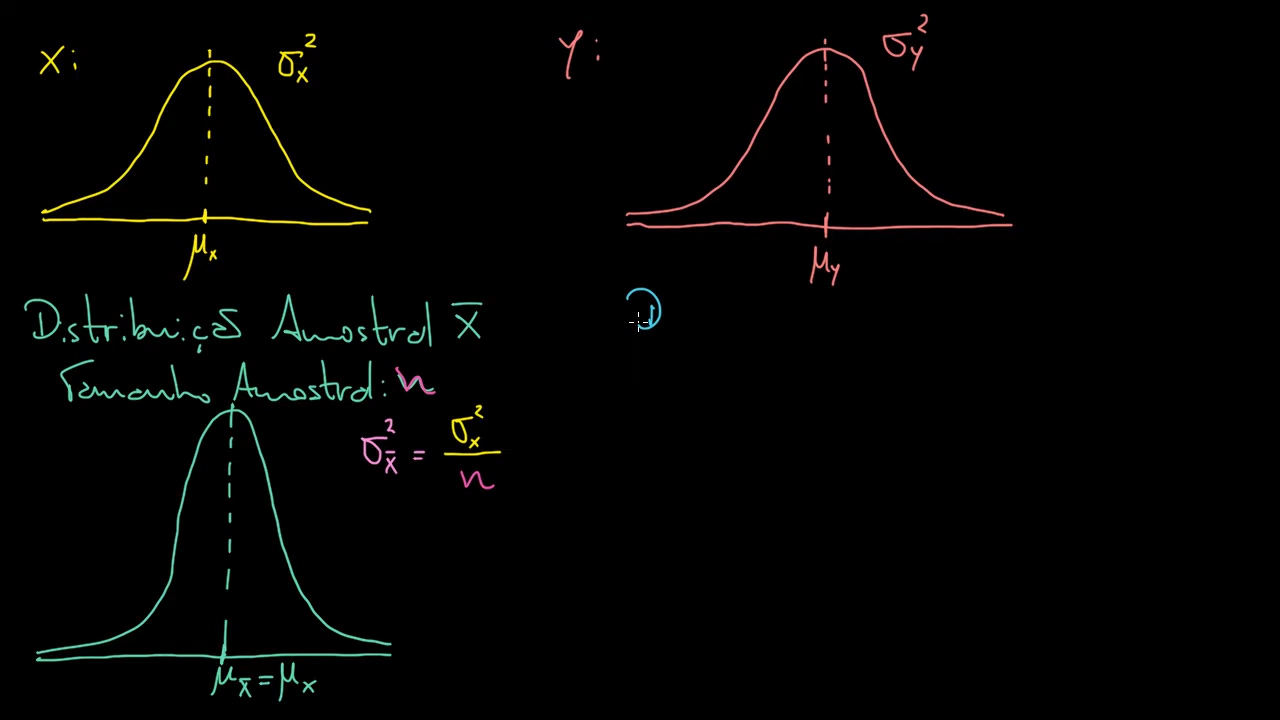 X:
σx²
μx
Y:
σy²
μy
Distribuição Amostral X̅
Tamanho Amostral: n
σx̅² = σx²/n
μx̅ = μx
D